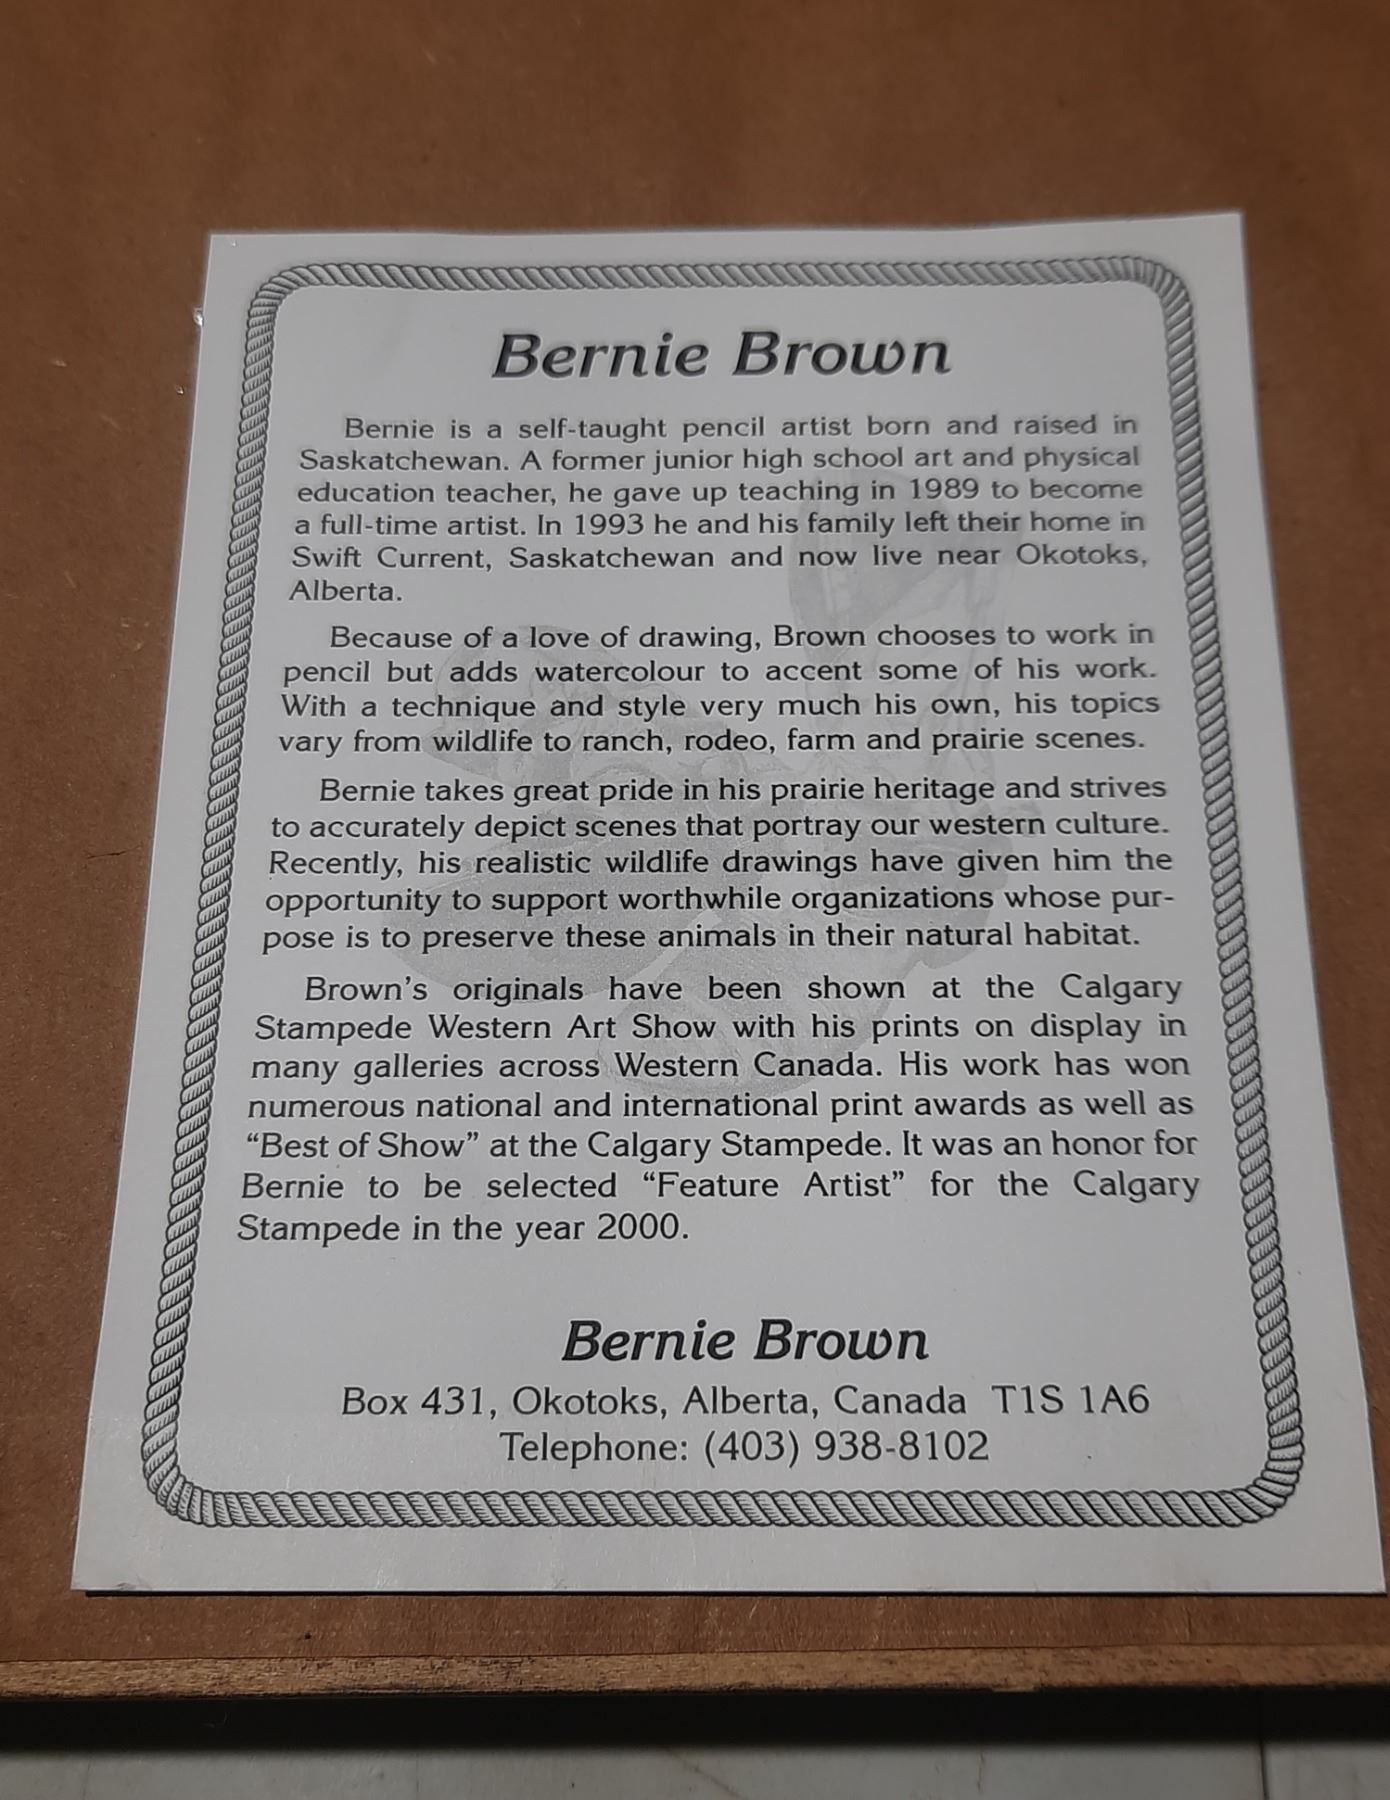 Bernie Brown
Bernie is a self-taught pencil artist born and raised in
Saskatchewan. A former junior high school art and physical
education teacher, he gave up teaching in 1989 to become
a full-time artist. In 1993 he and his family left their home in
Swift Current, Saskatchewan and now live near Okotoks,
Alberta.
Because of a love of drawing, Brown chooses to work in
pencil but adds watercolour to accent some of his work.
With a technique and style very much his own, his topics
vary from wildlife to ranch, rodeo, farm and prairie scenes.
Bernie takes great pride in his prairie heritage and strives
to accurately depict scenes that portray our western culture.
Recently, his realistic wildlife drawings have given him the
opportunity to support worthwhile organizations whose pur-
pose is to preserve these animals in their natural habitat.
Brown’s originals have been shown at the Calgary
Stampede Western Art Show with his prints on display in
many galleries across Western Canada. His work has won
numerous national and international print awards as well as
“Best of Show” at the Calgary Stampede. It was an honor for
Bernie to be selected “Feature Artist” for the Calgary
Stampede in the year 2000.
Bernie Brown
Box 431, Okotoks, Alberta, Canada T1S 1A6
Telephone: (403) 938-8102